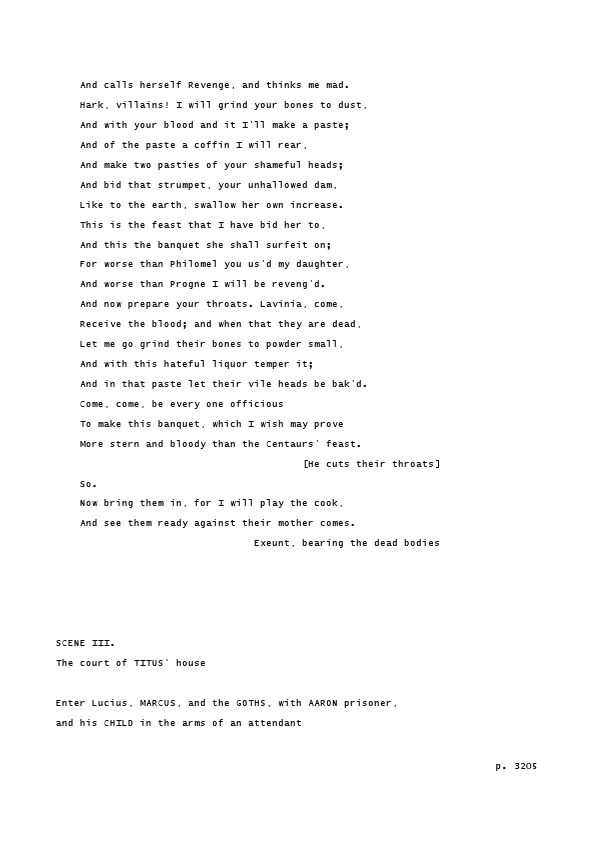 And calls herself Revenge, and thinks me mad.
Hark, villains! I will grind your bones to dust,
And with your blood and it I'll make a paste;
And of the paste a coffin I will rear,
And make two pasties of your shameful heads;
And bid that strumpet, your unhallowed dam,
Like to the earth, swallow her own increase.
This is the feast that I have bid her to,
And this the banquet she shall surfeit on;
For worse than Philomel you us'd my daughter,
And worse than Progne I will be reveng'd.
And now prepare your throats. Lavinia, come,
Receive the blood; and when that they are dead,
Let me go grind their bones to powder small,
And with this hateful liquor temper it;
And in that paste let their vile heads be bak'd.
Come, come, be every one officious
To make this banquet, which I wish may prove
More stern and bloody than the Centaurs' feast.
[He cuts their throats]
So.
Now bring them in, for I will play the cook,
And see them ready against their mother comes.
Exeunt, bearing the dead bodies
SCENE III.
The court of TITUS' house
Enter Lucius, MARCUS, and the GOTHS, with AARON prisoner,
and his CHILD in the arms of an attendant
p. 3205